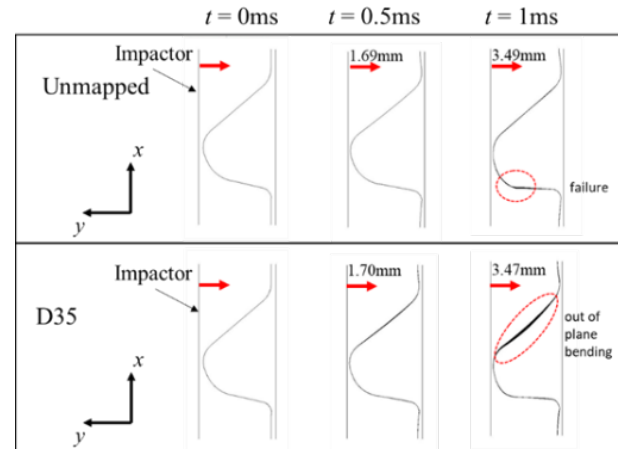 t = 0ms t = 0.5ms t = 1ms
Impactor
Unmapped
1.69mm
3.49mm
x
y
failure
Impactor
D35
1.70mm
3.47mm
out of
plane
bending
x
y